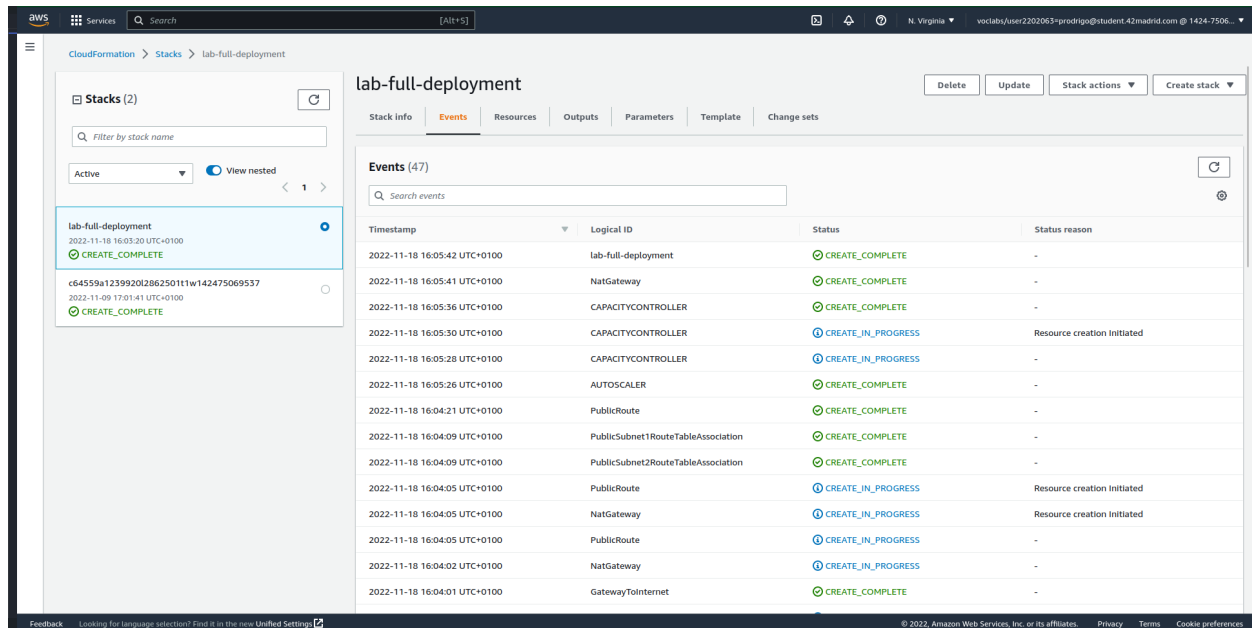 aws Services Search [Alt+S] N. Virginia ▼ voclabs/user2202063=prodrigo@student.42madrid.com @ 1424-7506... ▼
CloudFormation > Stacks > lab-full-deployment
Stacks (2)
Filter by stack name
Active ▼ View nested
< 1 >
lab-full-deployment
2022-11-18 16:03:20 UTC+0100
CREATE_COMPLETE
2022-11-09 17:01:41 UTC+0100
CREATE_COMPLETE
lab-full-deployment
Delete Update Stack actions ▼ Create stack ▼
Stack info Events Resources Outputs Parameters Template Change sets
Events (47)
Search events
Timestamp Logical ID Status Status reason
2022-11-18 16:05:42 UTC+0100 lab-full-deployment CREATE_COMPLETE -
2022-11-18 16:05:41 UTC+0100 NatGateway CREATE_COMPLETE -
2022-11-18 16:05:36 UTC+0100 CAPACITYCONTROLLER CREATE_COMPLETE -
2022-11-18 16:05:30 UTC+0100 CAPACITYCONTROLLER CREATE_IN_PROGRESS Resource creation Initiated
2022-11-18 16:05:28 UTC+0100 CAPACITYCONTROLLER CREATE_IN_PROGRESS -
2022-11-18 16:05:26 UTC+0100 AUTOSCALER CREATE_COMPLETE -
2022-11-18 16:04:21 UTC+0100 PublicRoute CREATE_COMPLETE -
2022-11-18 16:04:09 UTC+0100 PublicSubnet1RouteTableAssociation CREATE_COMPLETE -
2022-11-18 16:04:09 UTC+0100 PublicSubnet2RouteTableAssociation CREATE_COMPLETE -
2022-11-18 16:04:05 UTC+0100 PublicRoute CREATE_IN_PROGRESS Resource creation Initiated
2022-11-18 16:04:05 UTC+0100 NatGateway CREATE_IN_PROGRESS Resource creation Initiated
2022-11-18 16:04:05 UTC+0100 PublicRoute CREATE_IN_PROGRESS -
2022-11-18 16:04:02 UTC+0100 NatGateway CREATE_IN_PROGRESS -
2022-11-18 16:04:01 UTC+0100 GatewayToInternet CREATE_COMPLETE -
Feedback Looking for language selection? Find it in the new Unified Settings © 2022, Amazon Web Services, Inc. or its affiliates. Privacy Terms Cookie preferences